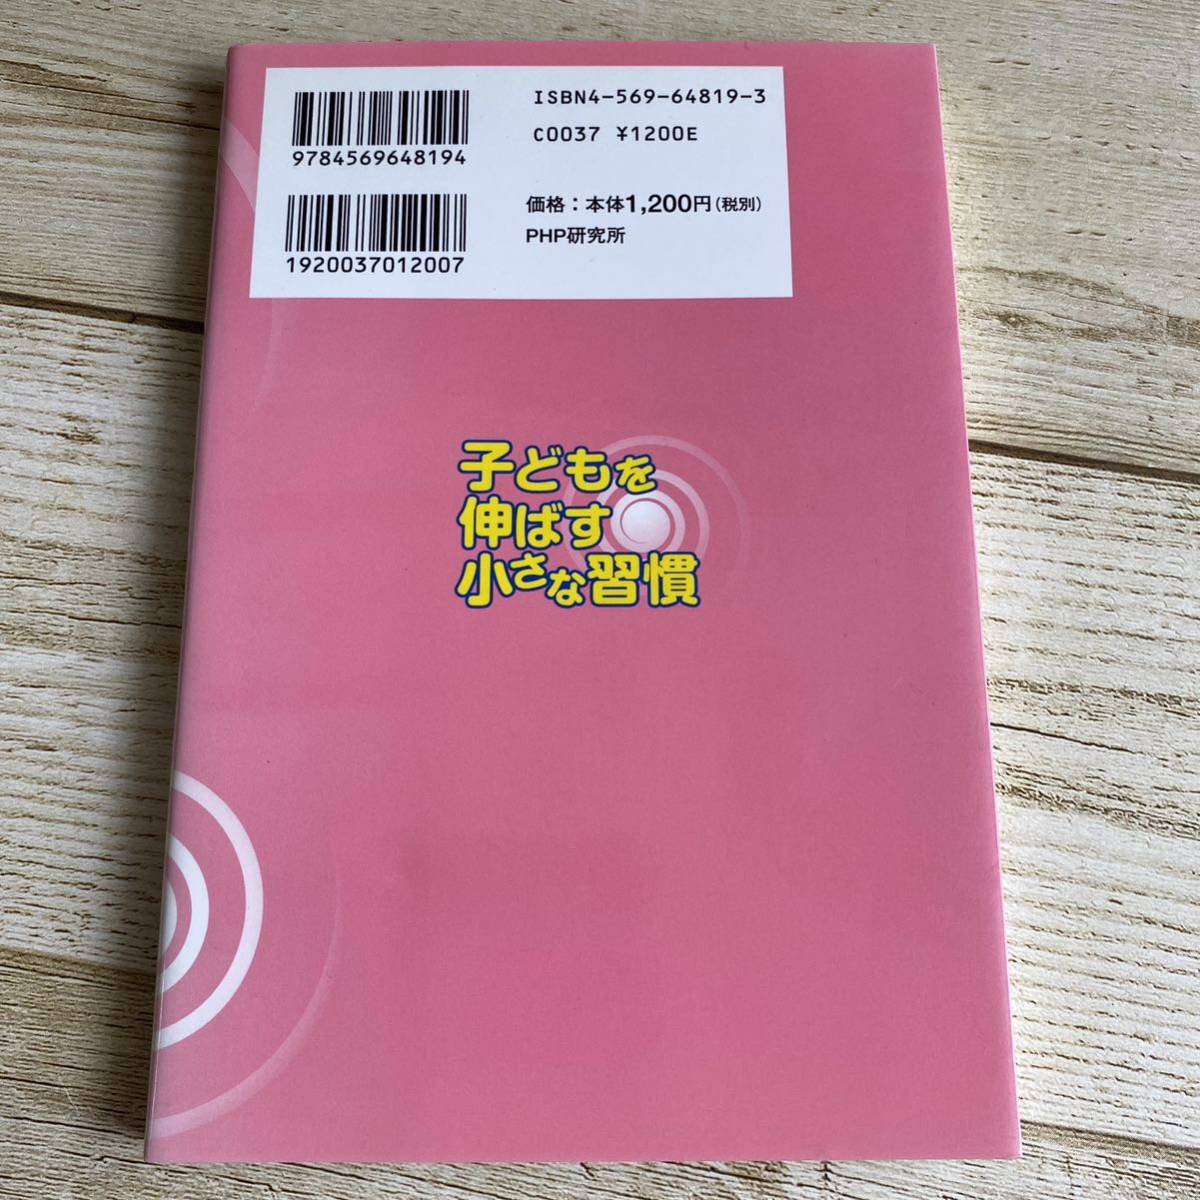 ISBN4-569-64819-3
C0037 ¥1200E
9784569648194
価格：本体1,200円（税別）
PHP研究所
1920037012007
子どもを
伸ばす
小さな習慣